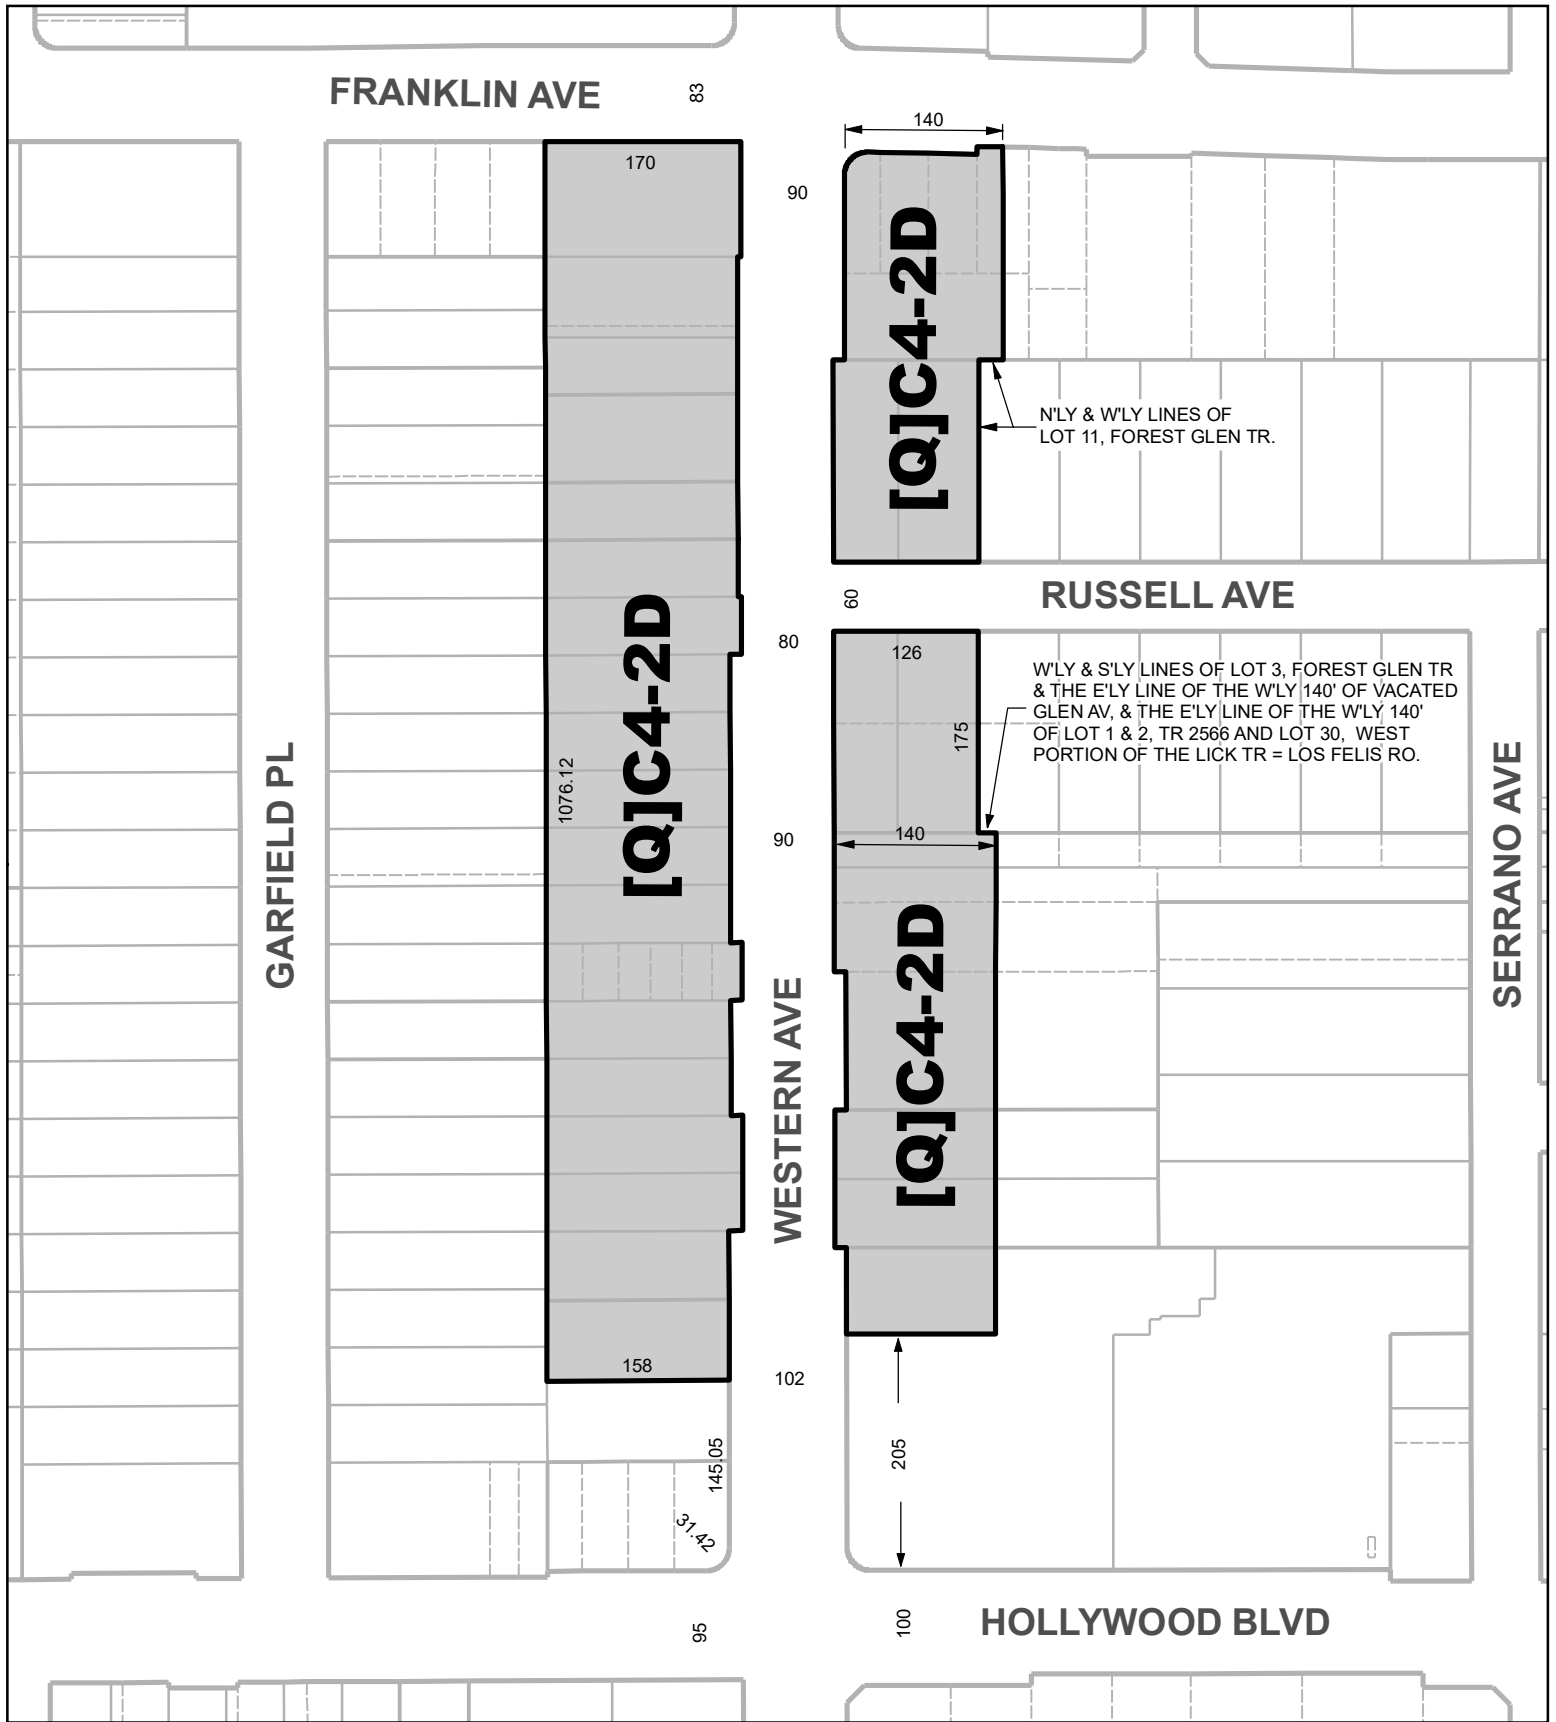 FRANKLIN AVE
83
140
170
90
[Q]C4-2D
N'LY & W'LY LINES OF
LOT 11, FOREST GLEN TR.
60
RUSSELL AVE
80
126
[Q]C4-2D
W'LY & S'LY LINES OF LOT 3, FOREST GLEN TR
& THE E'LY LINE OF THE W'LY 140' OF VACATED
GLEN AV, & THE E'LY LINE OF THE W'LY 140'
OF LOT 1 & 2, TR 2566 AND LOT 30, WEST
PORTION OF THE LICK TR = LOS FELIS RO.
175
1076.12
GARFIELD PL
90
140
SERRANO AVE
[Q]C4-2D
WESTERN AVE
158
102
145.05
205
31.42
95
100
HOLLYWOOD BLVD